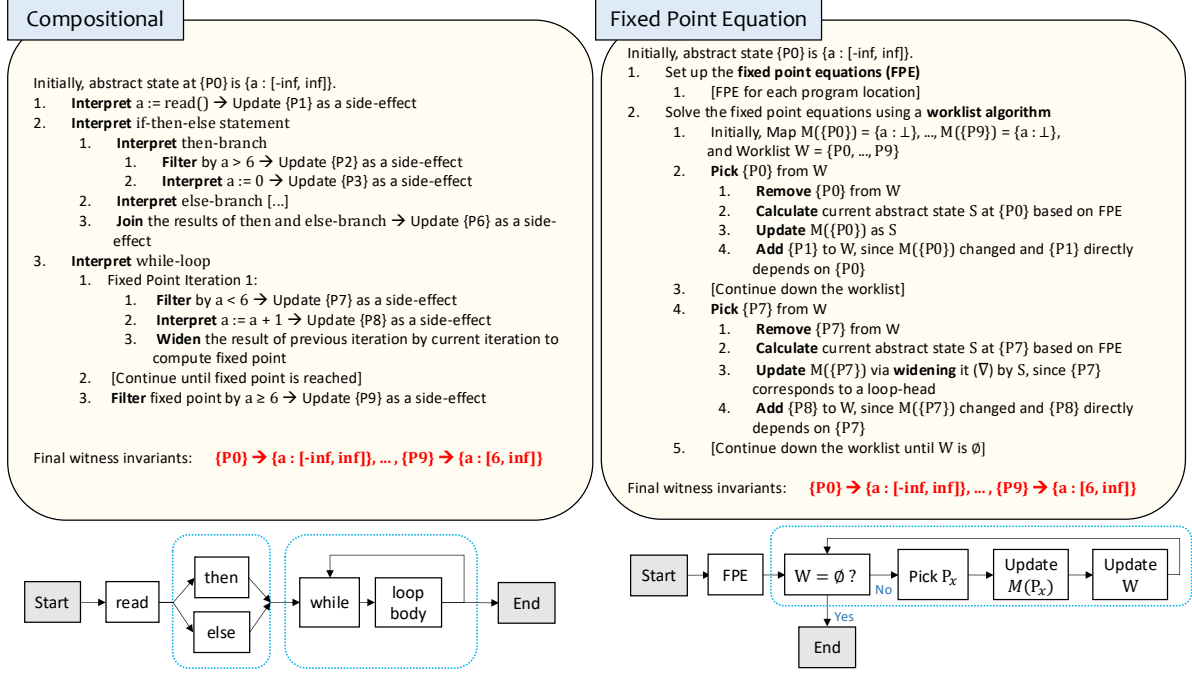 Compositional
Initially, abstract state at {P0} is {a : [-inf, inf]}.
1. Interpret a := read() → Update {P1} as a side-effect
2. Interpret if-then-else statement
1. Interpret then-branch
1. Filter by a > 6 → Update {P2} as a side-effect
2. Interpret a := 0 → Update {P3} as a side-effect
2. Interpret else-branch [...]
3. Join the results of then and else-branch → Update {P6} as a side-
effect
3. Interpret while-loop
1. Fixed Point Iteration 1:
1. Filter by a < 6 → Update {P7} as a side-effect
2. Interpret a := a + 1 → Update {P8} as a side-effect
3. Widen the result of previous iteration by current iteration to
compute fixed point
2. [Continue until fixed point is reached]
3. Filter fixed point by a ≥ 6 → Update {P9} as a side-effect
Final witness invariants: {P0} → {a : [-inf, inf]}, ... , {P9} → {a : [6, inf]}
Start
read
then
else
while
loop
body
End
Fixed Point Equation
Initially, abstract state of {P0} is {a : [-inf, inf]}.
1. Set up the fixed point equations (FPE)
1. [FPE for each program location]
2. Solve the fixed point equations using a worklist algorithm
1. Initially, Map M({P0}) = {a : ⊥}, ..., M({P9}) = {a : ⊥},
and Worklist W = {P0, ..., P9}
2. Pick {P0} from W
1. Remove {P0} from W
2. Calculate current abstract state S at {P0} based on FPE
3. Update M({P0}) as S
4. Add {P1} to W, since M({P0}) changed and {P1} directly
depends on {P0}
3. [Continue down the worklist]
4. Pick {P7} from W
1. Remove {P7} from W
2. Calculate current abstract state S at {P7} based on FPE
3. Update M({P7}) via widening it (∇) by S, since {P7}
corresponds to a loop-head
4. Add {P8} to W, since M({P7}) changed and {P8} directly
depends on {P7}
5. [Continue down the worklist until W is ∅]
Final witness invariants: {P0} → {a : [-inf, inf]}, ... , {P9} → {a : [6, inf]}
Start
FPE
W = ∅ ?
No
Pick Pₓ
Update
M(Pₓ)
Update
W
Yes
End